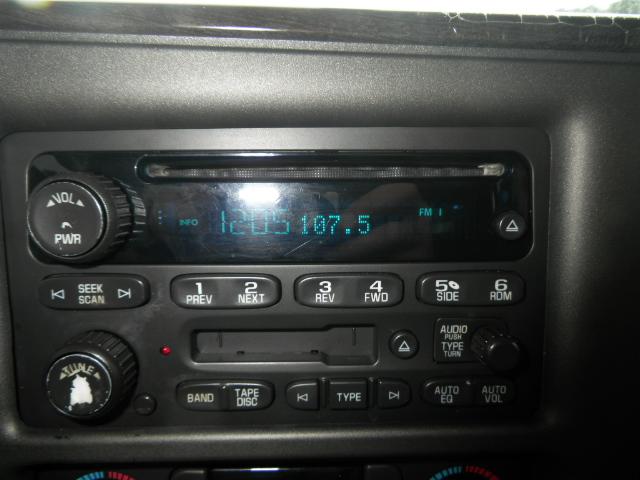 VOL
PWR
INFO 12:05 107.5 FM 1
SEEK
SCAN
1
PREV
2
NEXT
3
REV
4
FWD
5
SIDE
6
RDM
TUNE
AUDIO
PUSH
TYPE
TURN
BAND
TAPE
DISC
TYPE
AUTO
EQ
AUTO
VOL